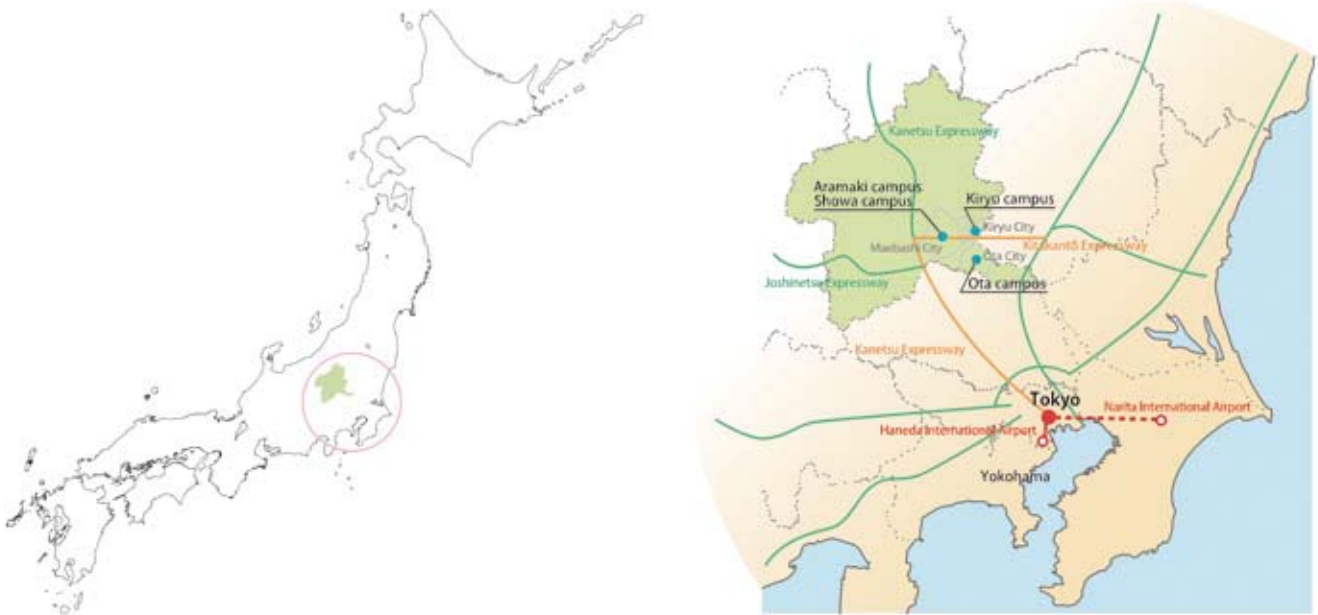 Kanetsu Expressway
Aramaki campus
Showa campus
Kiryu campus
Kiryu City
Maebashi City
Kitakantō Expressway
Ota City
Joshinetsu Expressway
Ota campus
Kanetsu Expressway
Tokyo
Narita International Airport
Haneda International Airport
Yokohama